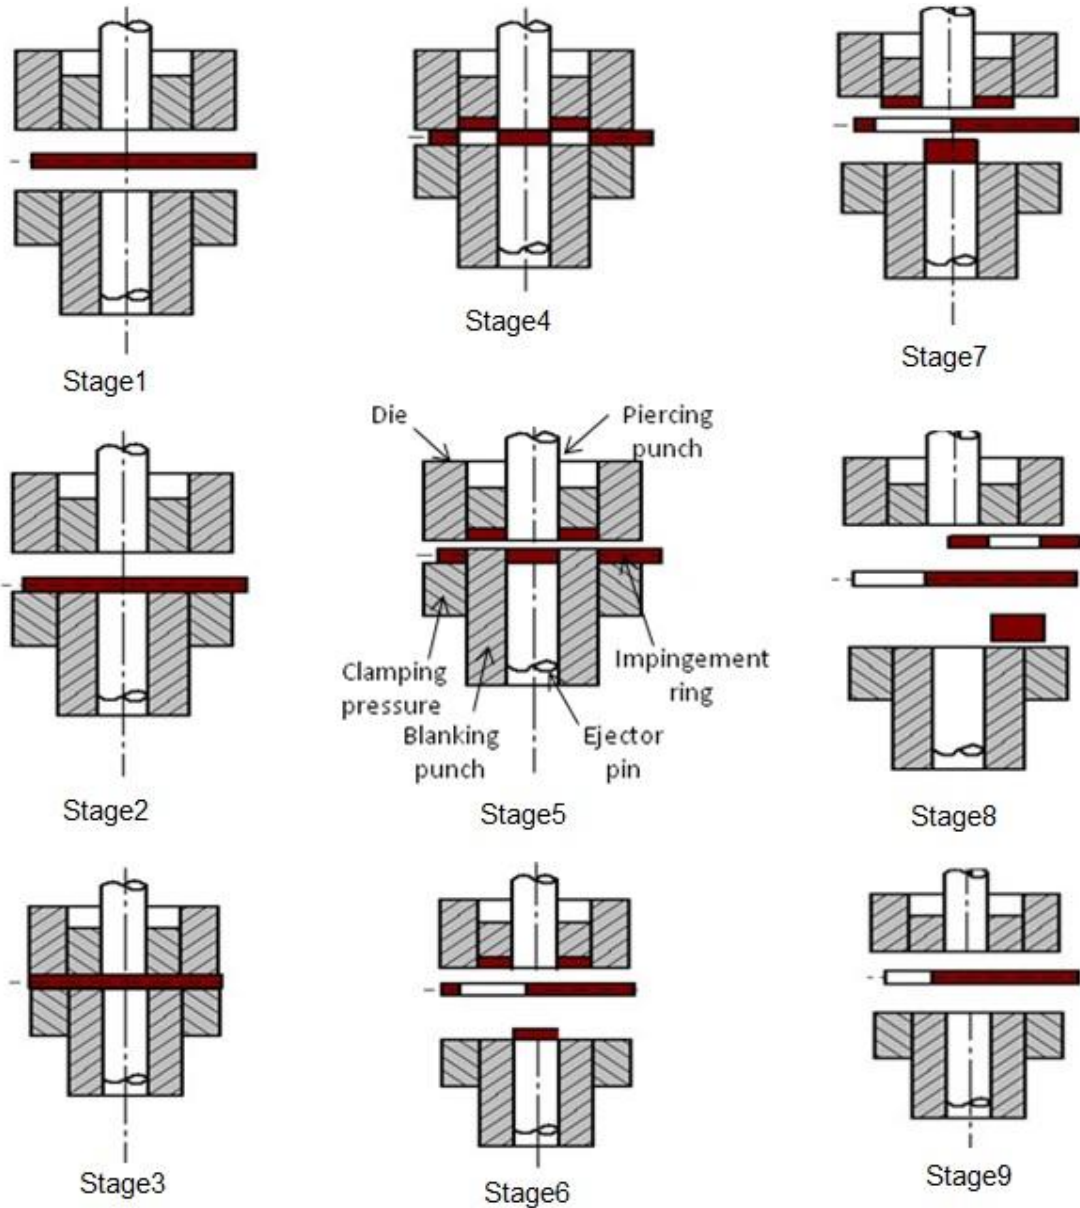 Stage1
Stage4
Stage7
Die
Piercing
punch
Clamping
pressure
Blanking
punch
Impingement
ring
Ejector
pin
Stage2
Stage5
Stage8
Stage3
Stage6
Stage9